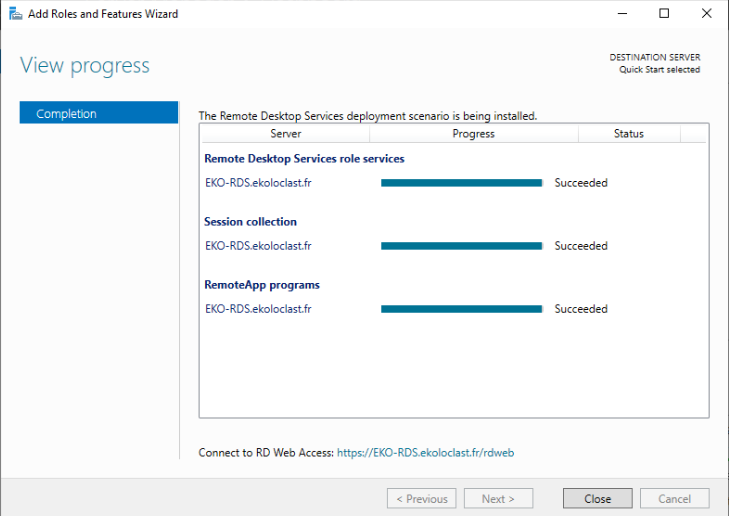 Add Roles and Features Wizard
View progress
DESTINATION SERVER
Quick Start selected
Completion
The Remote Desktop Services deployment scenario is being installed.
Server Progress Status
Remote Desktop Services role services
EKO-RDS.ekoloclast.fr Succeeded
Session collection
EKO-RDS.ekoloclast.fr Succeeded
RemoteApp programs
EKO-RDS.ekoloclast.fr Succeeded
Connect to RD Web Access: https://EKO-RDS.ekoloclast.fr/rdweb
< Previous Next > Close Cancel